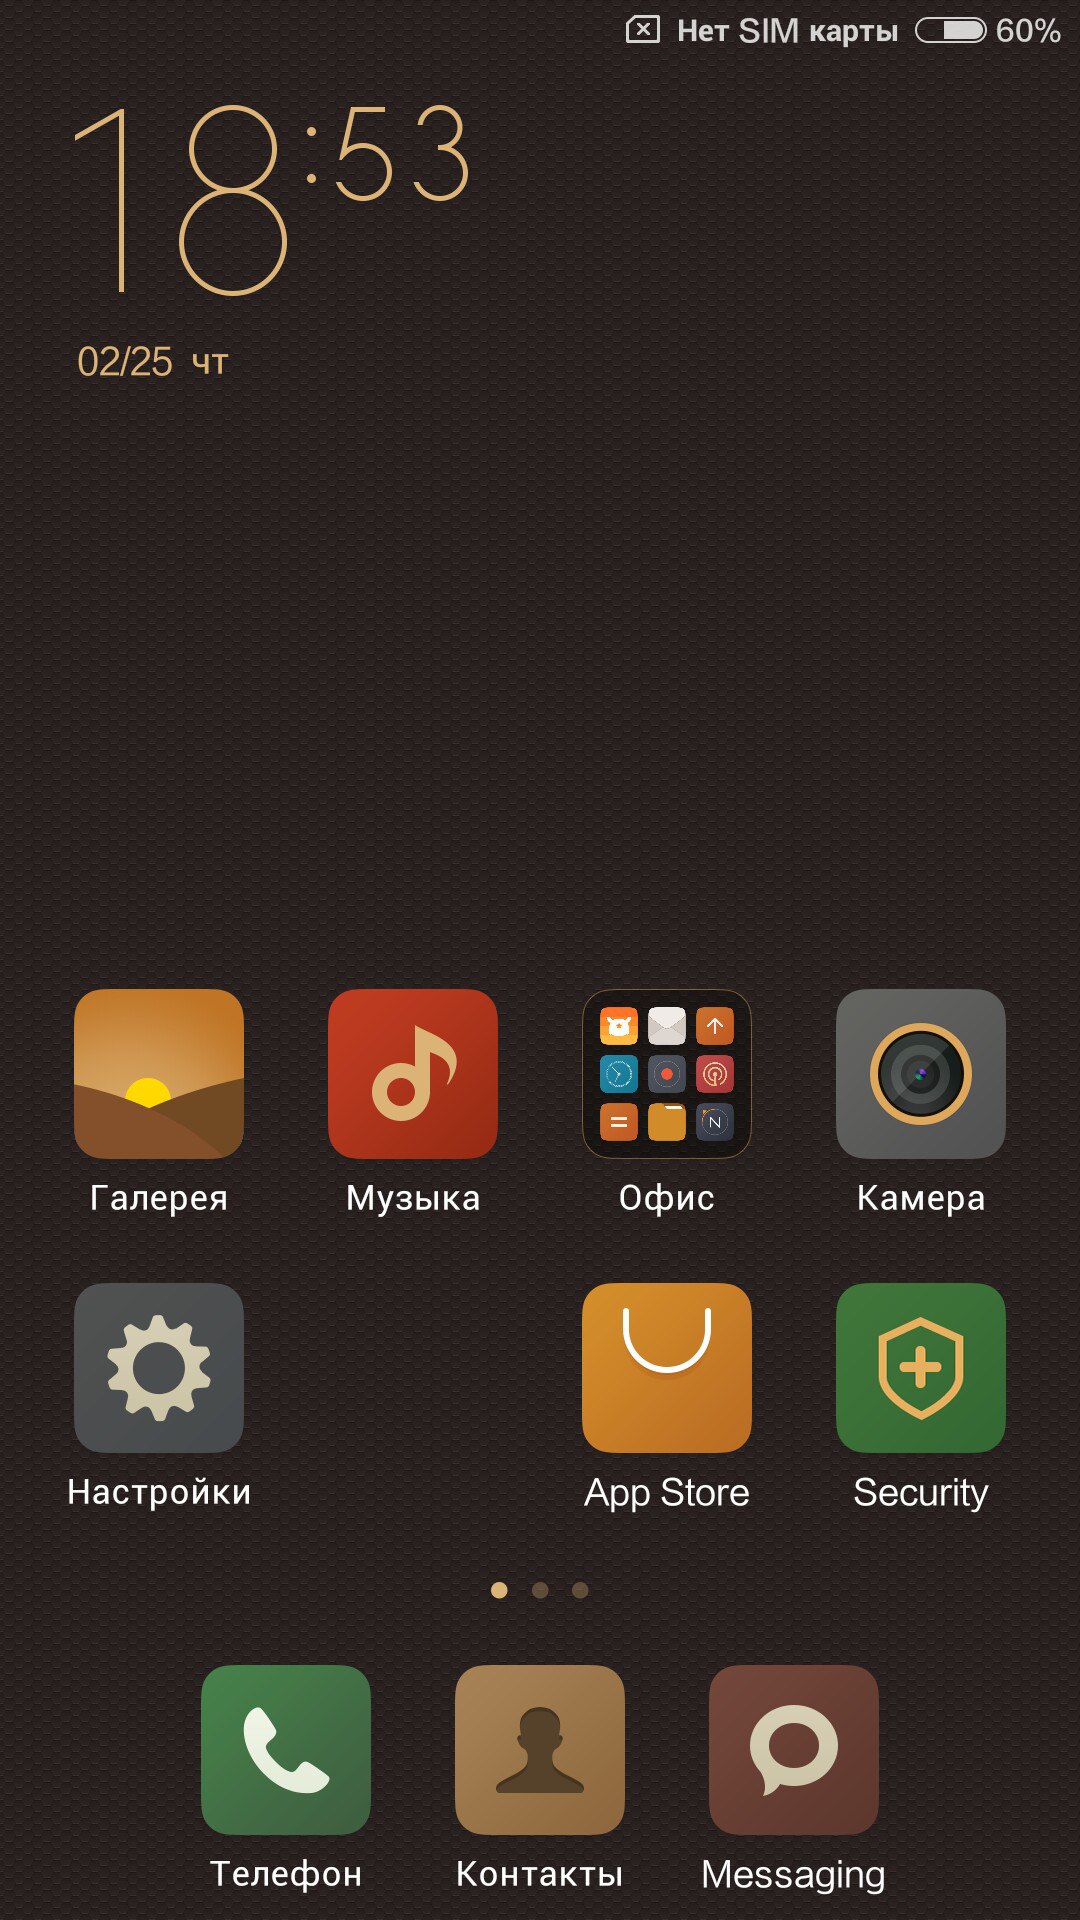 Нет SIM карты 60%
18:53
02/25 чт
Галерея Музыка Офис Камера
Настройки App Store Security
Телефон Контакты Messaging